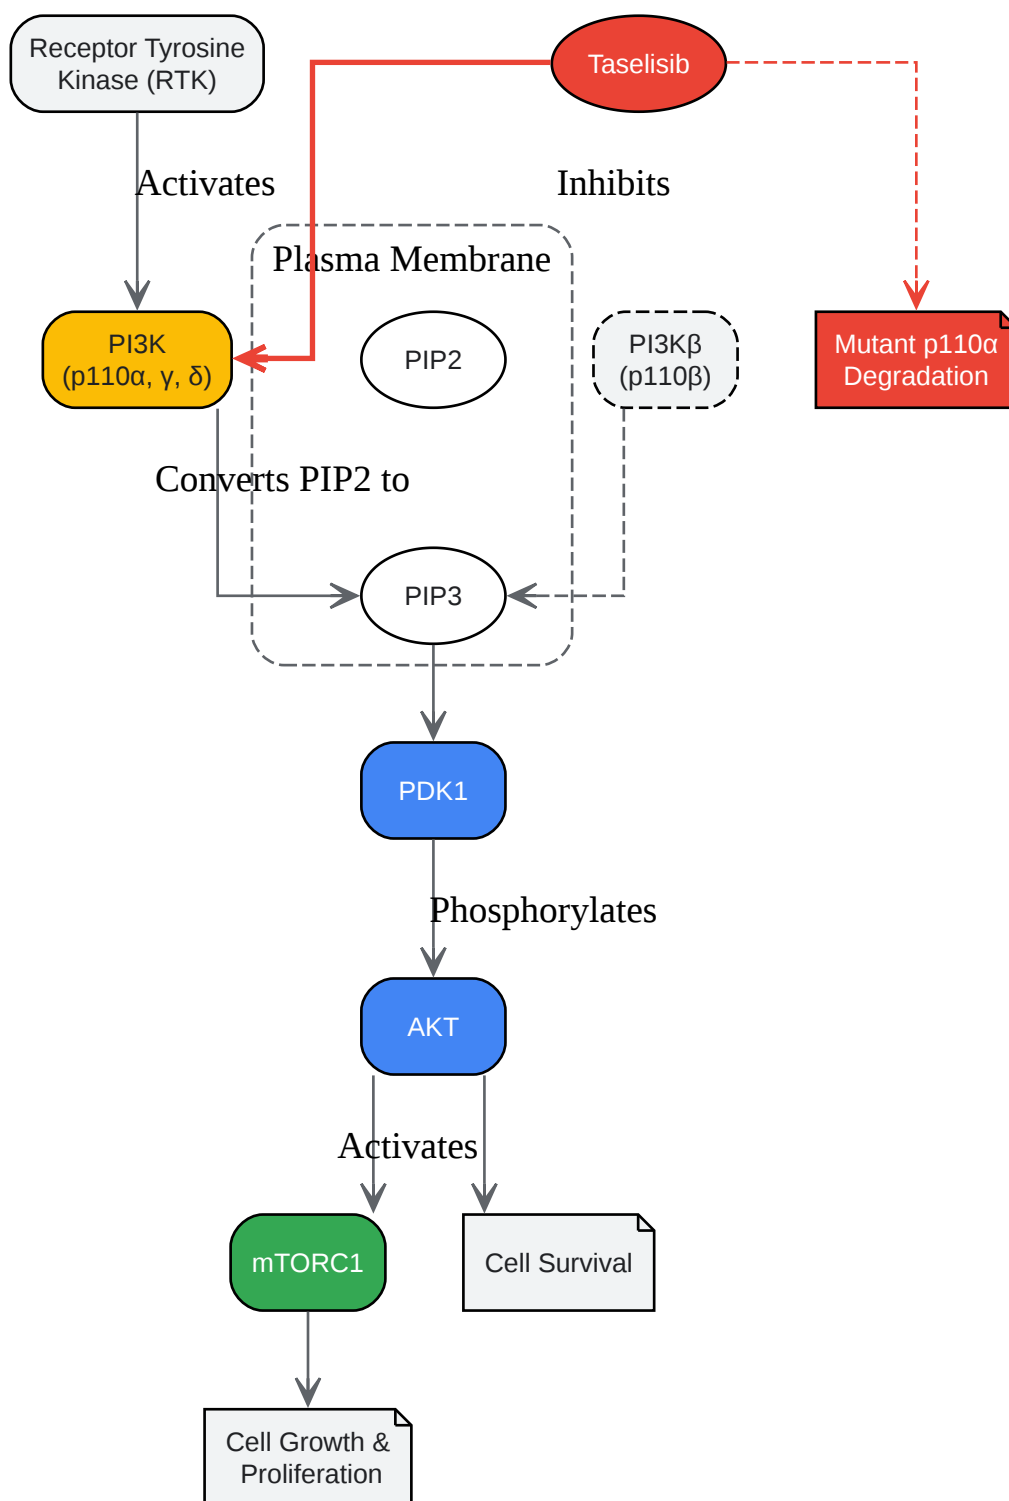 Receptor Tyrosine
Kinase (RTK)
Taselisib
Activates
Inhibits
Plasma Membrane
PI3K
(p110α, γ, δ)
PIP2
PI3Kβ
(p110β)
Mutant p110α
Degradation
Converts PIP2 to
PIP3
PDK1
Phosphorylates
AKT
Activates
mTORC1
Cell Survival
Cell Growth &
Proliferation